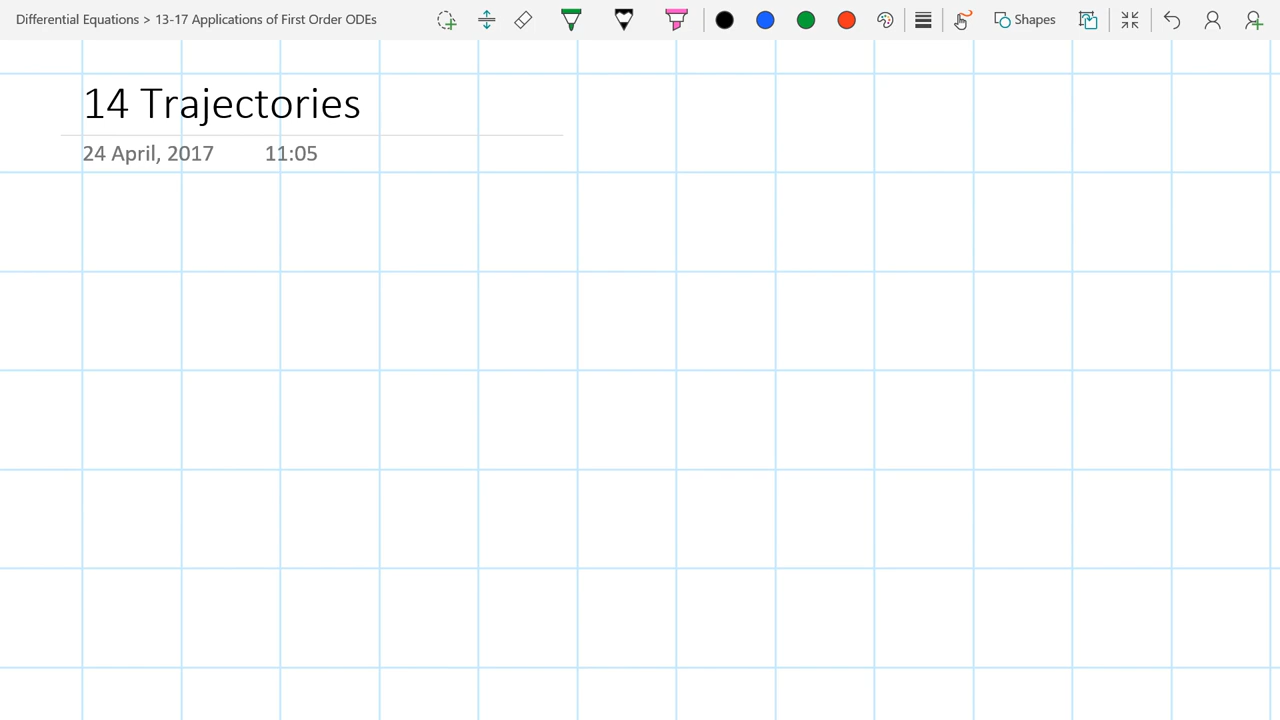 Differential Equations > 13-17 Applications of First Order ODEs
Shapes
14 Trajectories
24 April, 2017 11:05